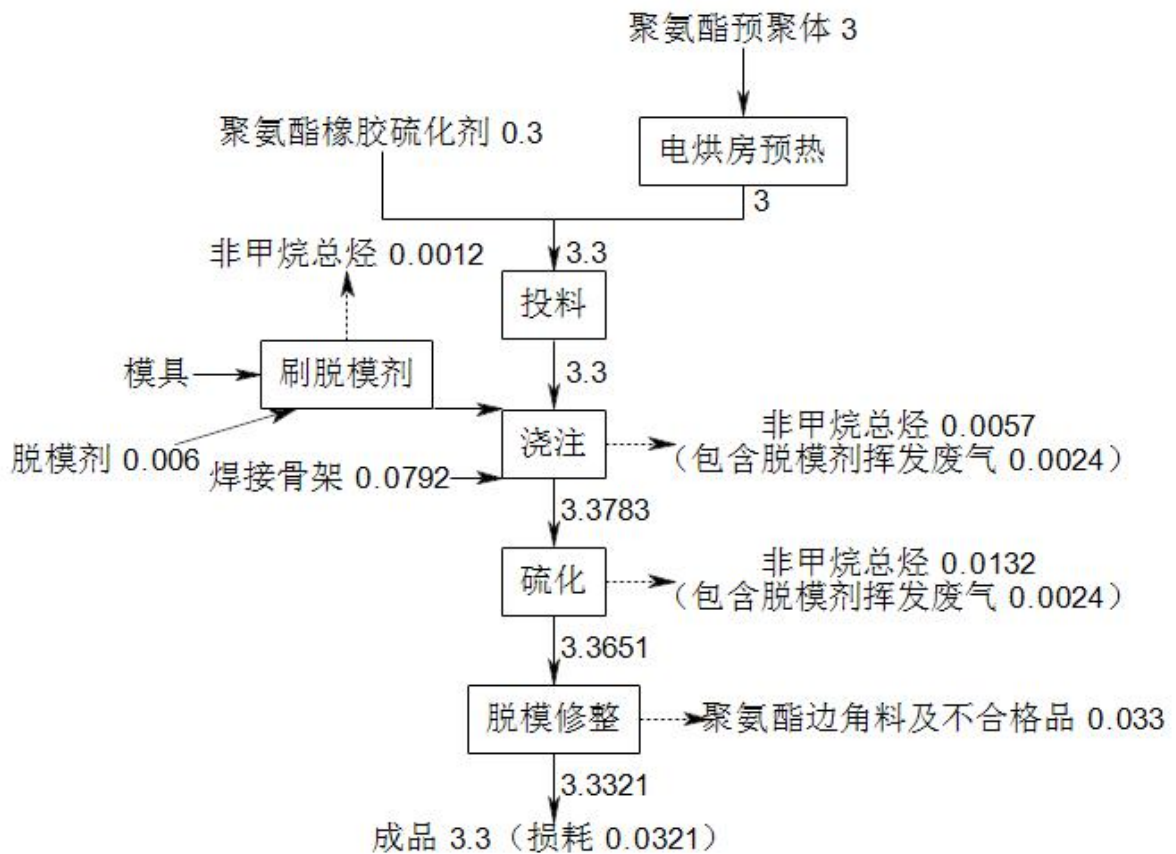 聚氨酯预聚体 3
聚氨酯橡胶硫化剂 0.3
电烘房预热
3
非甲烷总烃 0.0012
3.3
投料
模具
刷脱模剂
3.3
脱模剂 0.006
浇注
非甲烷总烃 0.0057
（包含脱模剂挥发废气 0.0024）
焊接骨架 0.0792
3.3783
硫化
非甲烷总烃 0.0132
（包含脱模剂挥发废气 0.0024）
3.3651
脱模修整
聚氨酯边角料及不合格品 0.033
3.3321
成品 3.3（损耗 0.0321）